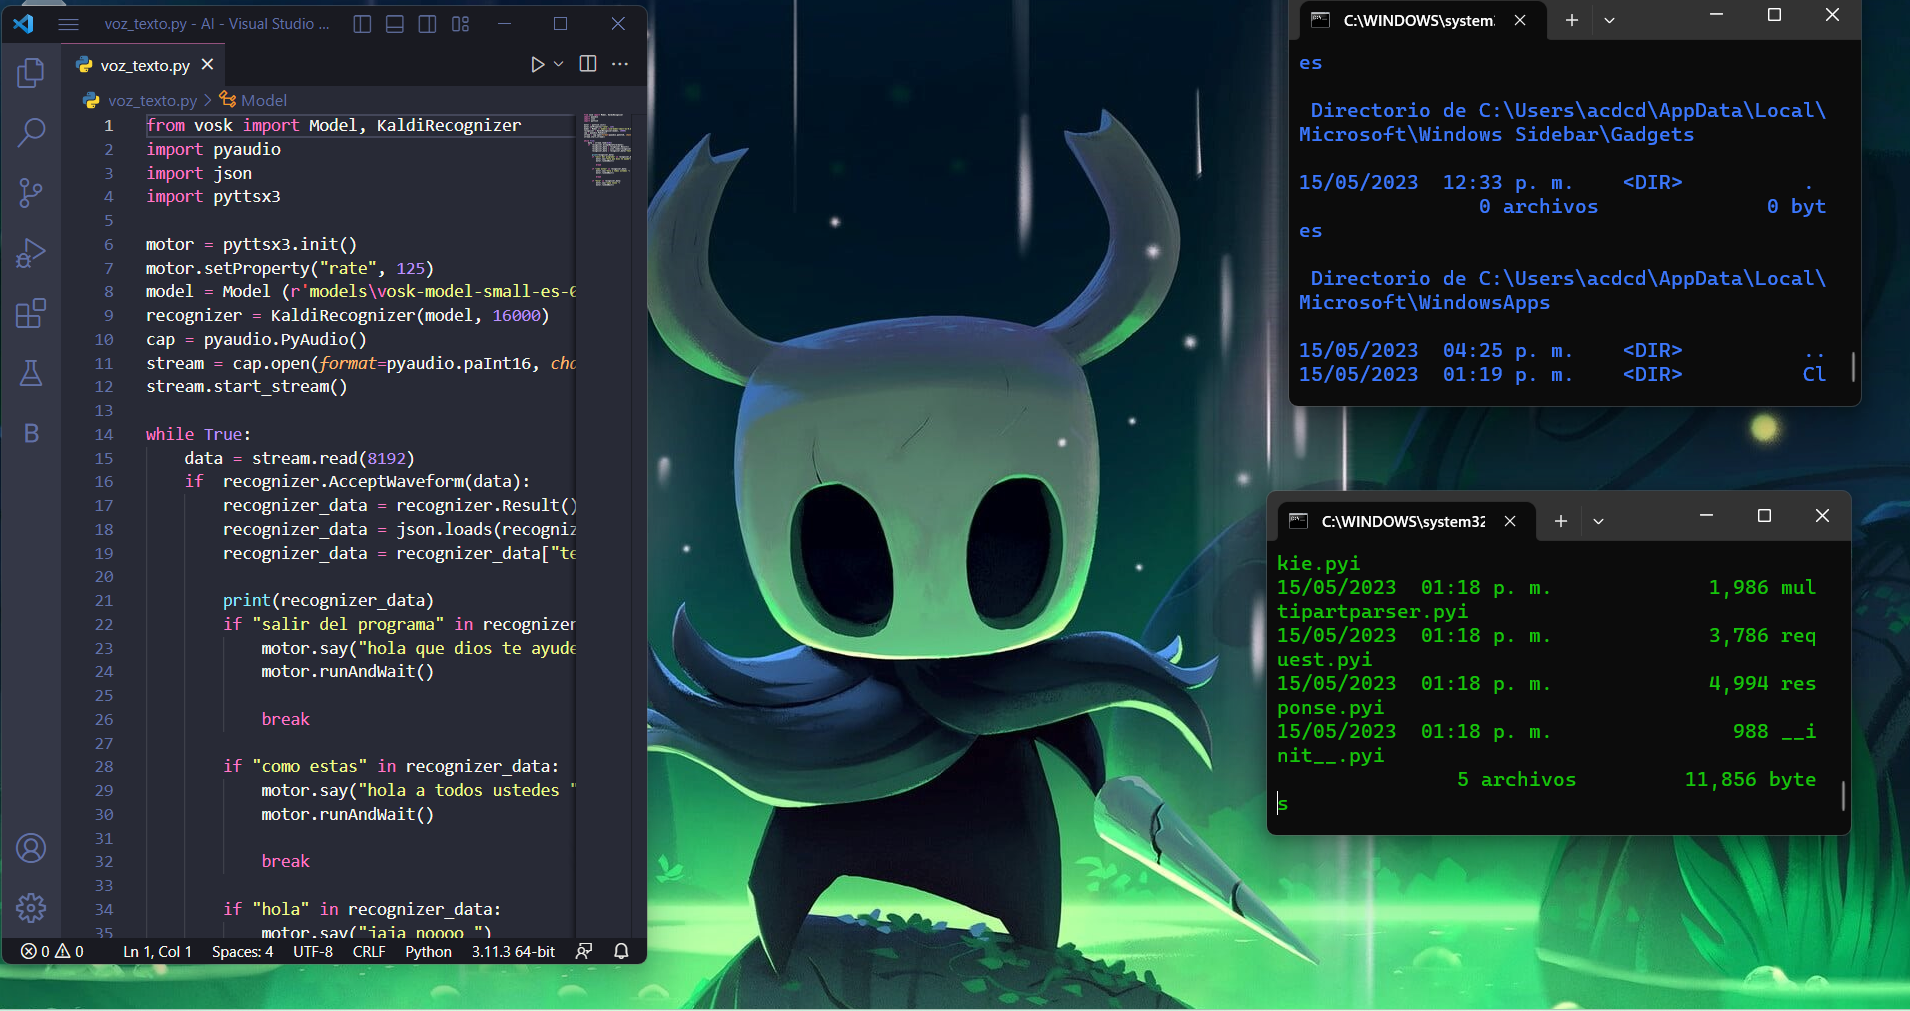 voz_texto.py - AI - Visual Studio ...
voz_texto.py
voz_texto.py > Model
1 from vosk import Model, KaldiRecognizer
2 import pyaudio
3 import json
4 import pyttsx3
5
6 motor = pyttsx3.init()
7 motor.setProperty("rate", 125)
8 model = Model (r'models\vosk-model-small-es-0
9 recognizer = KaldiRecognizer(model, 16000)
10 cap = pyaudio.PyAudio()
11 stream = cap.open(format=pyaudio.paInt16, cha
12 stream.start_stream()
13
14 while True:
15 data = stream.read(8192)
16 if  recognizer.AcceptWaveform(data):
17 recognizer_data = recognizer.Result()
18 recognizer_data = json.loads(recogniz
19 recognizer_data = recognizer_data["te
20
21 print(recognizer_data)
22 if "salir del programa" in recognizer
23 motor.say("hola que dios te ayude
24 motor.runAndWait()
25
26 break
27
28 if "como estas" in recognizer_data:
29 motor.say("hola a todos ustedes "
30 motor.runAndWait()
31
32 break
33
34 if "hola" in recognizer_data:
35 motor.say("jaja noooo ")
0 0 Ln 1, Col 1 Spaces: 4 UTF-8 CRLF Python 3.11.3 64-bit
B
C:\WINDOWS\system3
es
Directorio de C:\Users\acdcd\AppData\Local\
Microsoft\Windows Sidebar\Gadgets
15/05/2023 12:33 p. m. <DIR> .
0 archivos 0 byt
es
Directorio de C:\Users\acdcd\AppData\Local\
Microsoft\WindowsApps
15/05/2023 04:25 p. m. <DIR> ..
15/05/2023 01:19 p. m. <DIR> Cl
C:\WINDOWS\system32
kie.pyi
15/05/2023 01:18 p. m. 1,986 mul
tipartparser.pyi
15/05/2023 01:18 p. m. 3,786 req
uest.pyi
15/05/2023 01:18 p. m. 4,994 res
ponse.pyi
15/05/2023 01:18 p. m. 988 __i
nit__.pyi
5 archivos 11,856 byte
s